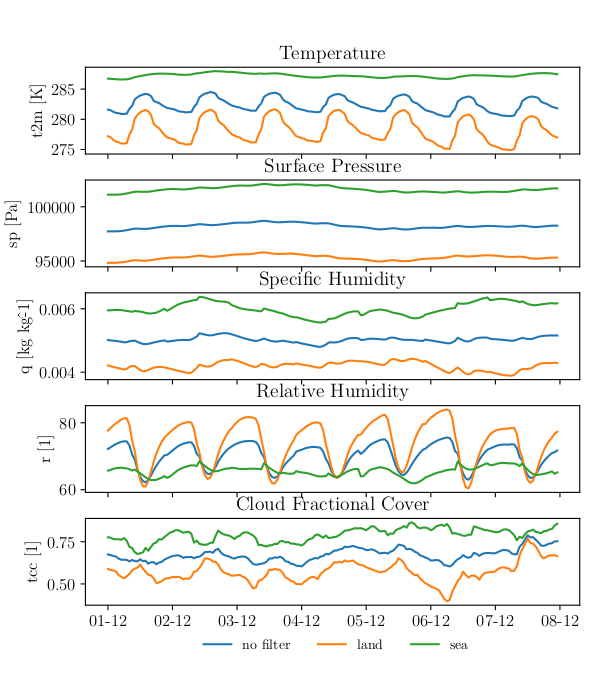 Temperature
t2m [K]
285
280
275
Surface Pressure
sp [Pa]
100000
95000
Specific Humidity
q [kg kg-1]
0.006
0.004
Relative Humidity
r [1]
80
60
Cloud Fractional Cover
tcc [1]
0.75
0.50
01-12 02-12 03-12 04-12 05-12 06-12 07-12 08-12
no filter land sea